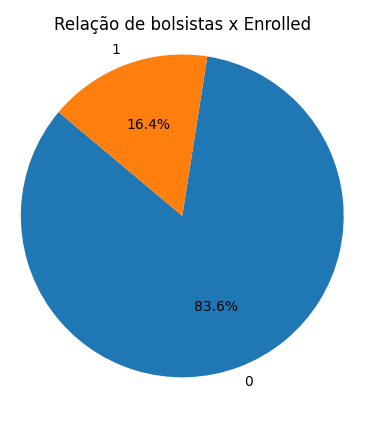 Relação de bolsistas x Enrolled
1
16.4%
83.6%
0